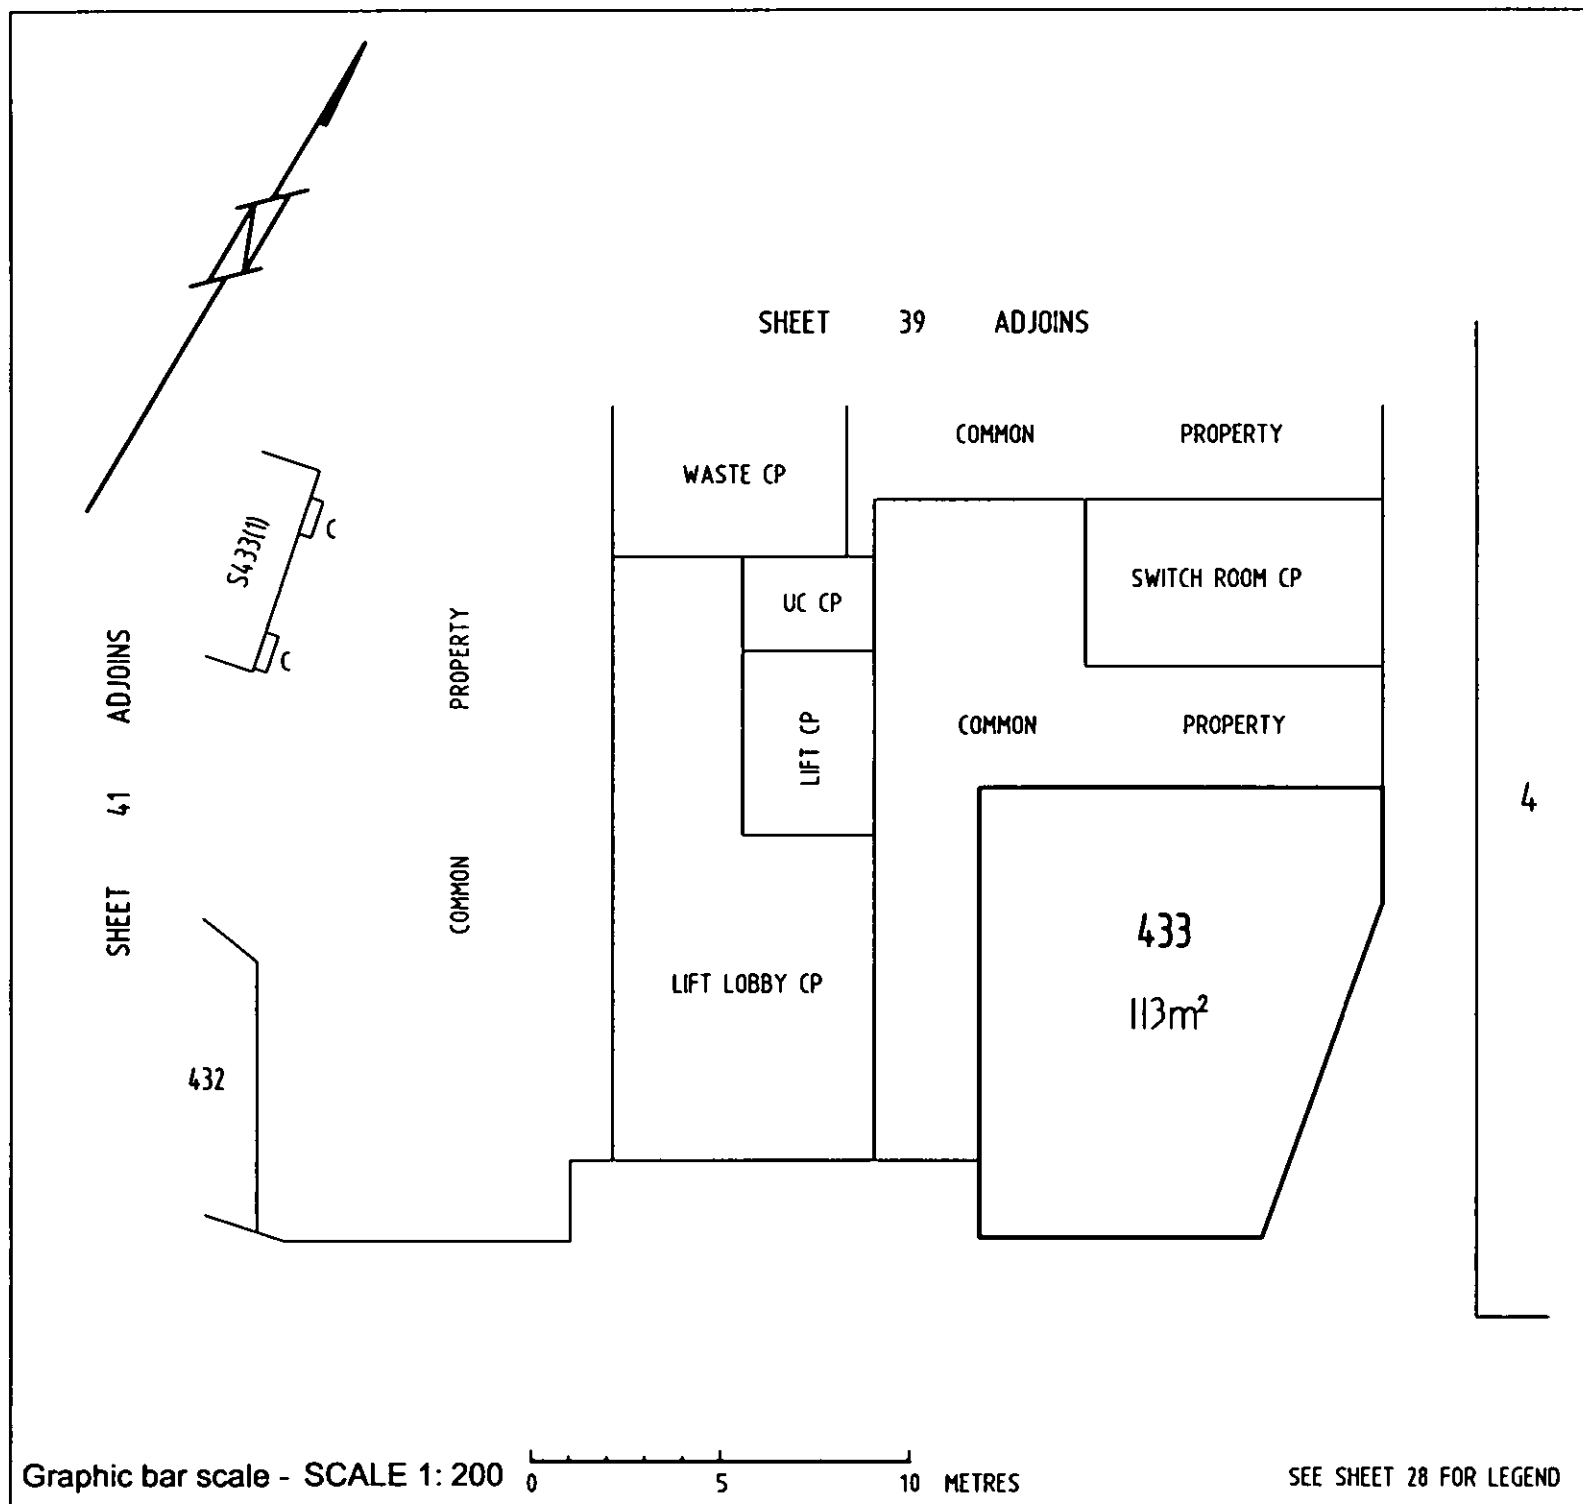 SHEET 39 ADJOINS
COMMON PROPERTY
WASTE CP
S433(1)
C
C
UC CP
SWITCH ROOM CP
SHEET 41 ADJOINS
COMMON PROPERTY
LIFT CP
COMMON PROPERTY
4
433
113m²
LIFT LOBBY CP
432
Graphic bar scale - SCALE 1: 200
0 5 10 METRES
SEE SHEET 28 FOR LEGEND